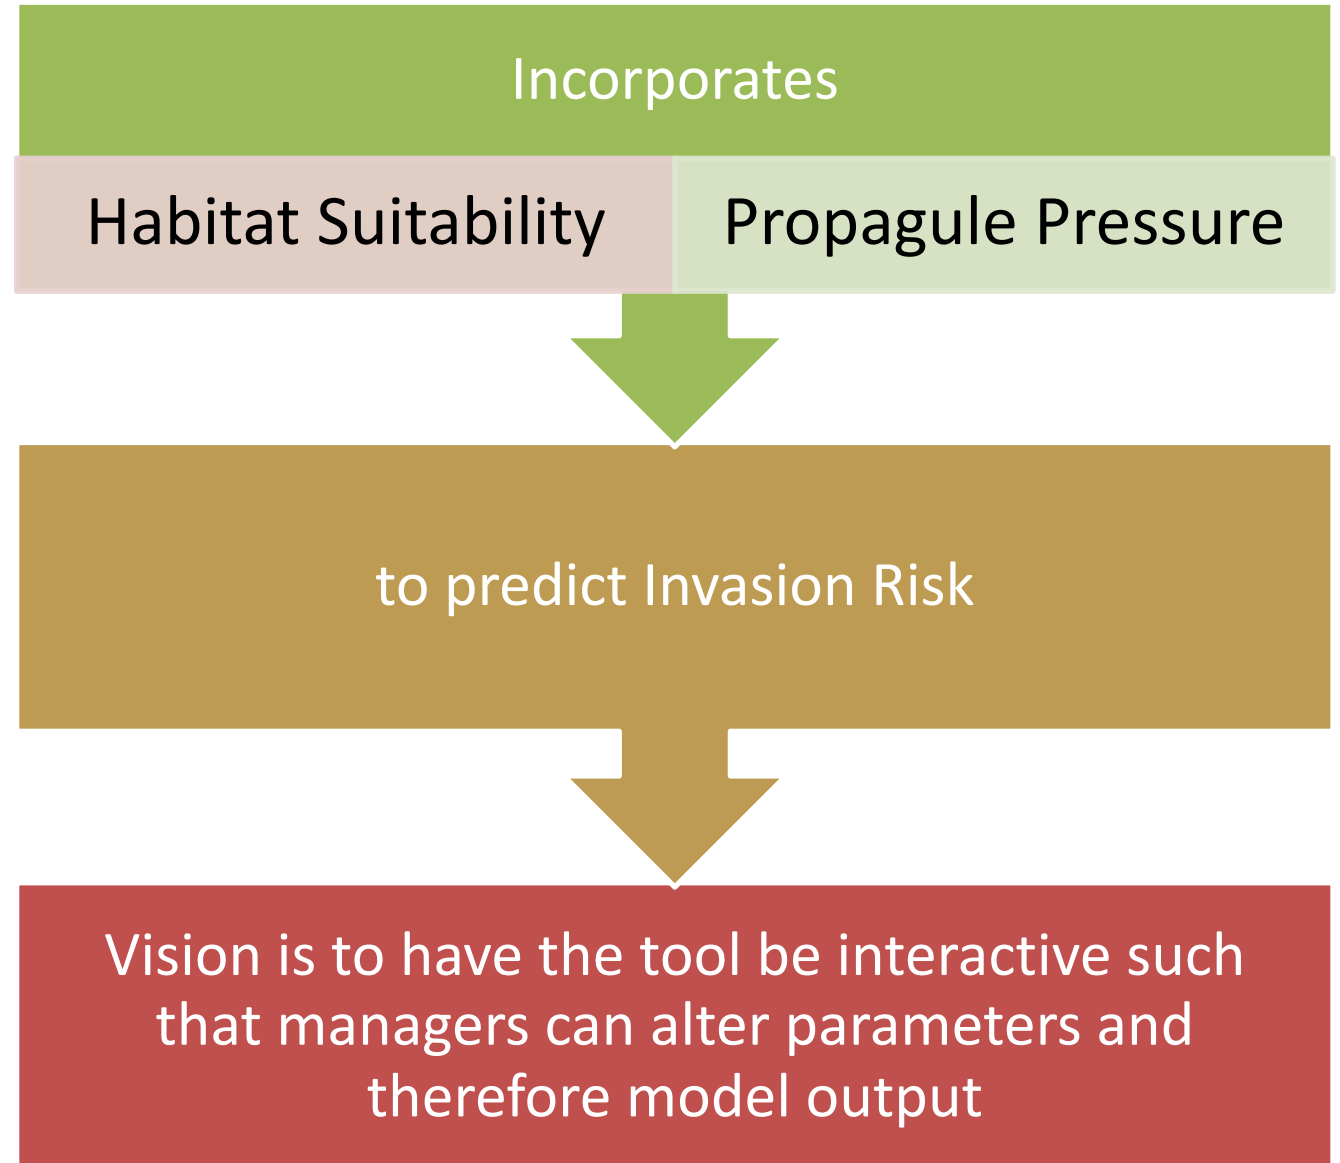 Incorporates
Habitat Suitability
Propagule Pressure
to predict Invasion Risk
Vision is to have the tool be interactive such
that managers can alter parameters and
therefore model output